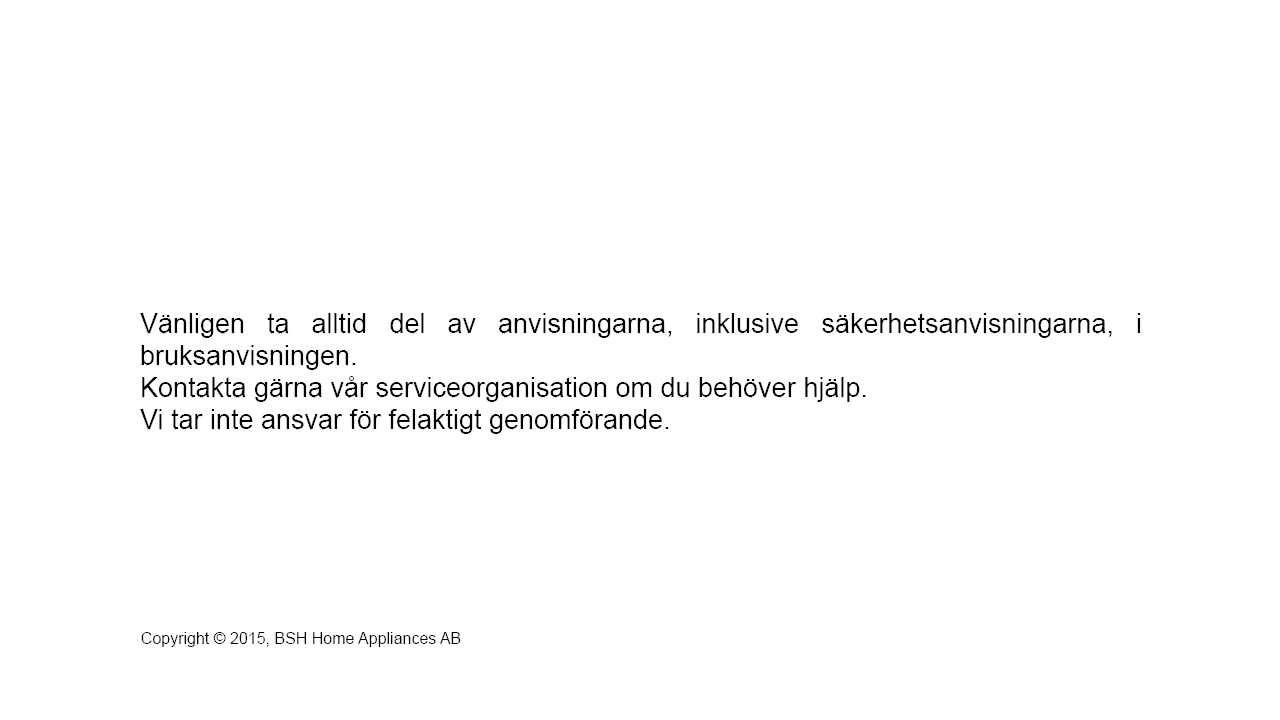 Vänligen ta alltid del av anvisningarna, inklusive säkerhetsanvisningarna, i
bruksanvisningen.
Kontakta gärna vår serviceorganisation om du behöver hjälp.
Vi tar inte ansvar för felaktigt genomförande.
Copyright © 2015, BSH Home Appliances AB